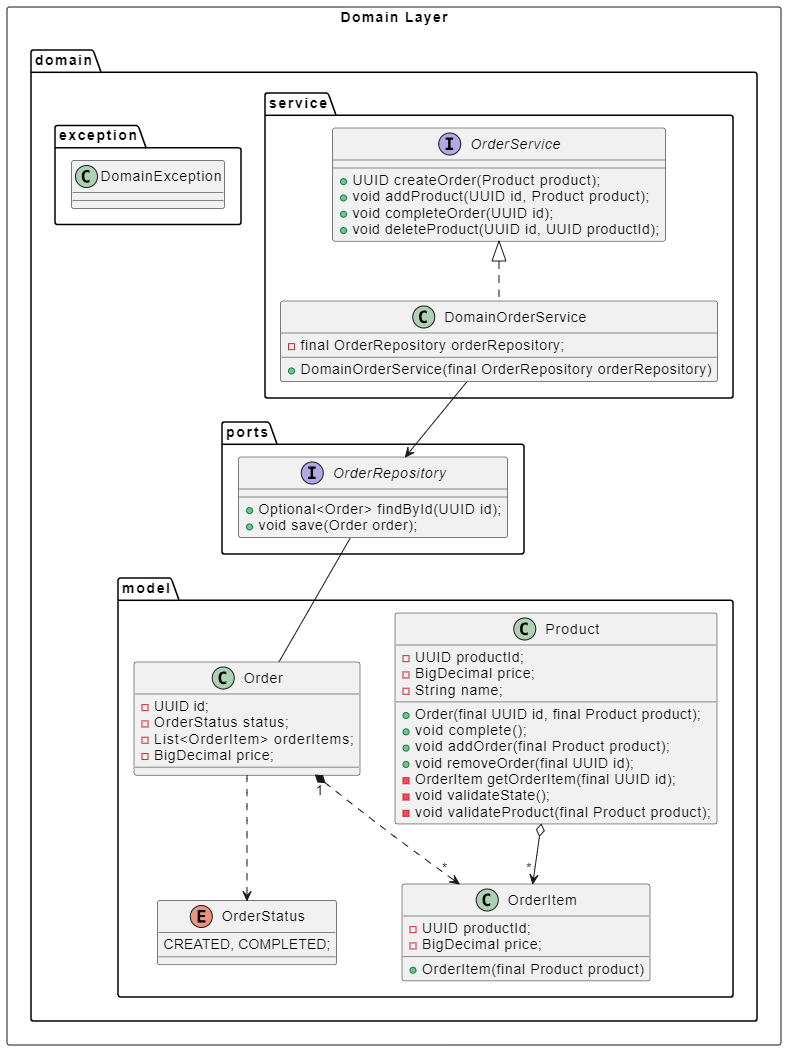 Domain Layer
domain
service
exception
I OrderService
C DomainException
UUID createOrder(Product product);
void addProduct(UUID id, Product product);
void completeOrder(UUID id);
void deleteProduct(UUID id, UUID productId);
C DomainOrderService
final OrderRepository orderRepository;
DomainOrderService(final OrderRepository orderRepository)
ports
I OrderRepository
Optional<Order> findById(UUID id);
void save(Order order);
model
C Product
UUID productId;
BigDecimal price;
String name;
Order(final UUID id, final Product product);
void complete();
void addOrder(final Product product);
void removeOrder(final UUID id);
OrderItem getOrderItem(final UUID id);
void validateState();
void validateProduct(final Product product);
C Order
UUID id;
OrderStatus status;
List<OrderItem> orderItems;
BigDecimal price;
1
*
*
E OrderStatus
CREATED, COMPLETED;
C OrderItem
UUID productId;
BigDecimal price;
OrderItem(final Product product)